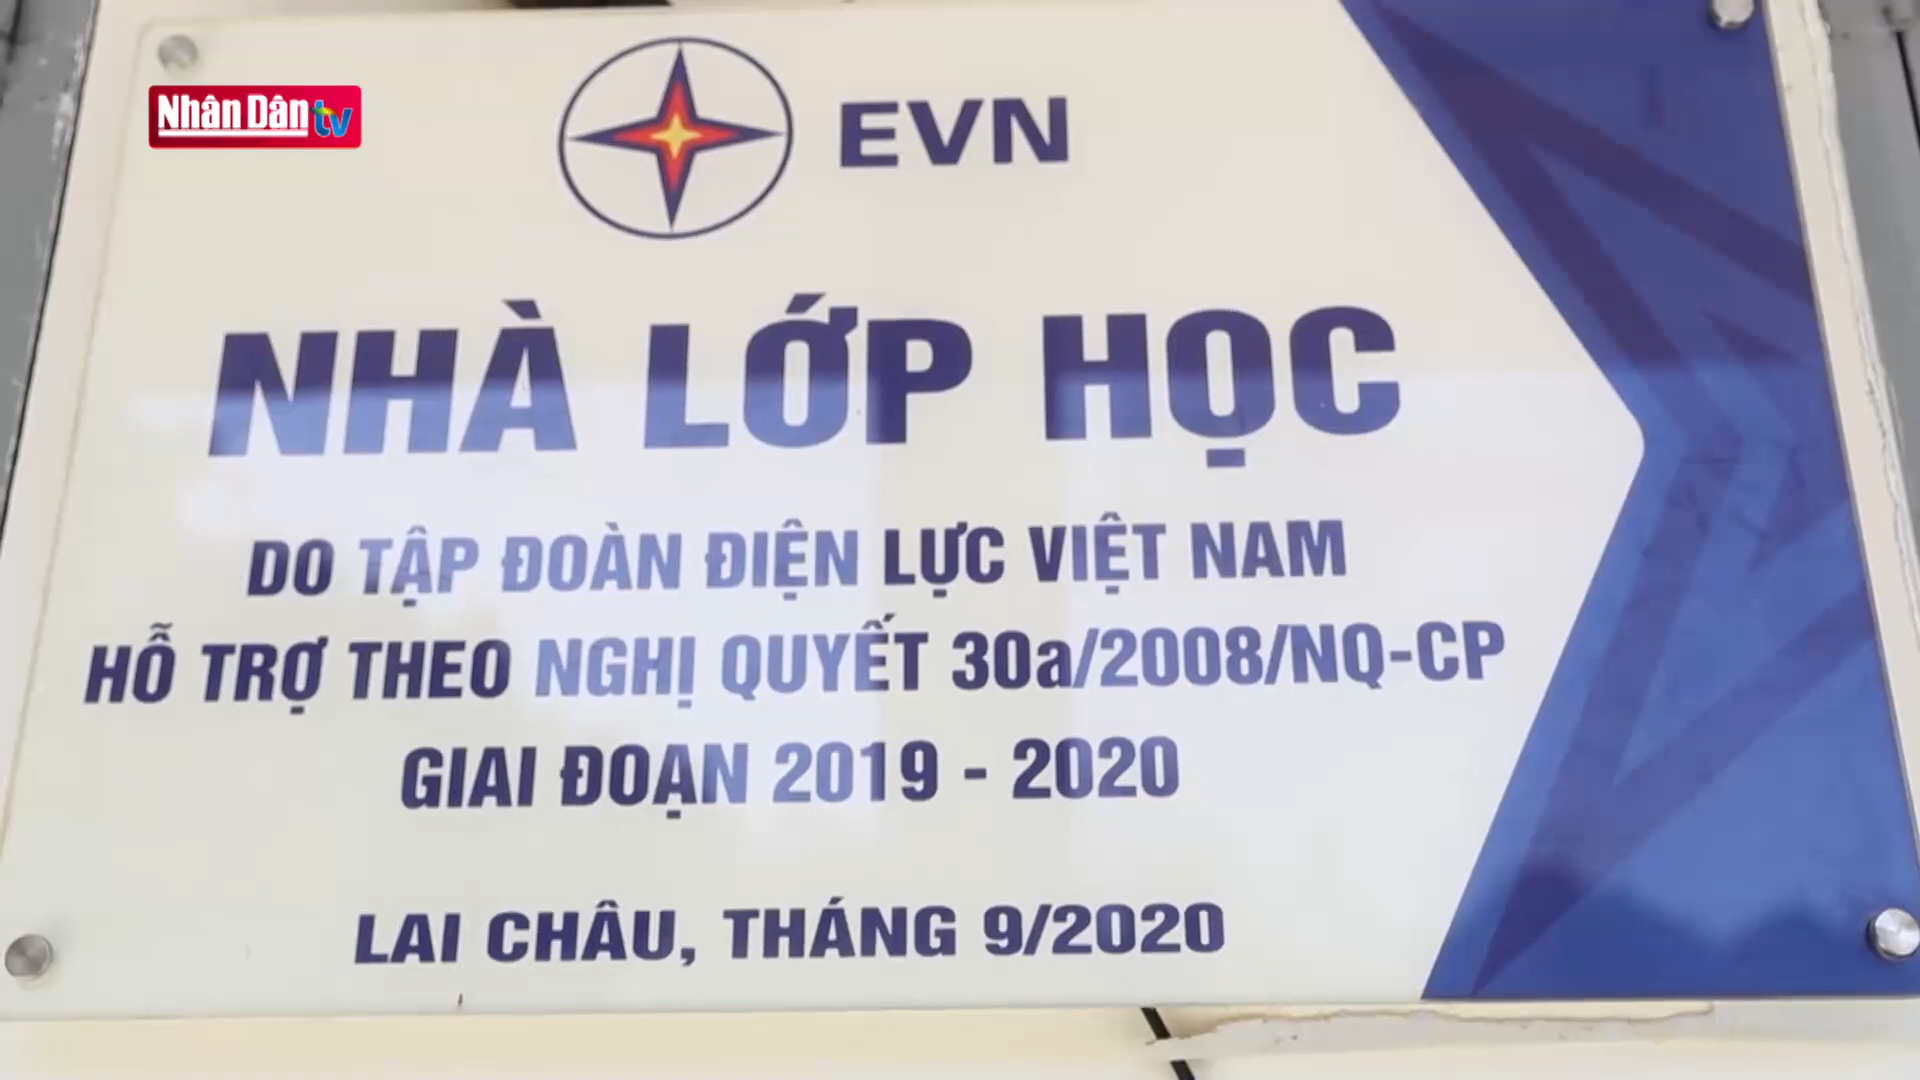 Nhân Dân tv
EVN
NHÀ LỚP HỌC
DO TẬP ĐOÀN ĐIỆN LỰC VIỆT NAM
HỖ TRỢ THEO NGHỊ QUYẾT 30a/2008/NQ-CP
GIAI ĐOẠN 2019 - 2020
LAI CHÂU, THÁNG 9/2020